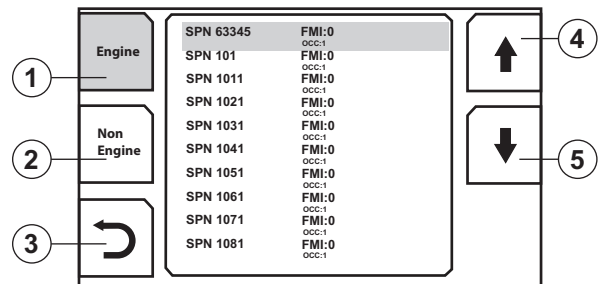 Engine
Non
Engine
SPN 63345 FMI:0
OCC:1
SPN 101 FMI:0
OCC:1
SPN 1011 FMI:0
OCC:1
SPN 1021 FMI:0
OCC:1
SPN 1031 FMI:0
OCC:1
SPN 1041 FMI:0
OCC:1
SPN 1051 FMI:0
OCC:1
SPN 1061 FMI:0
OCC:1
SPN 1071 FMI:0
OCC:1
SPN 1081 FMI:0
OCC:1
1
2
3
4
5